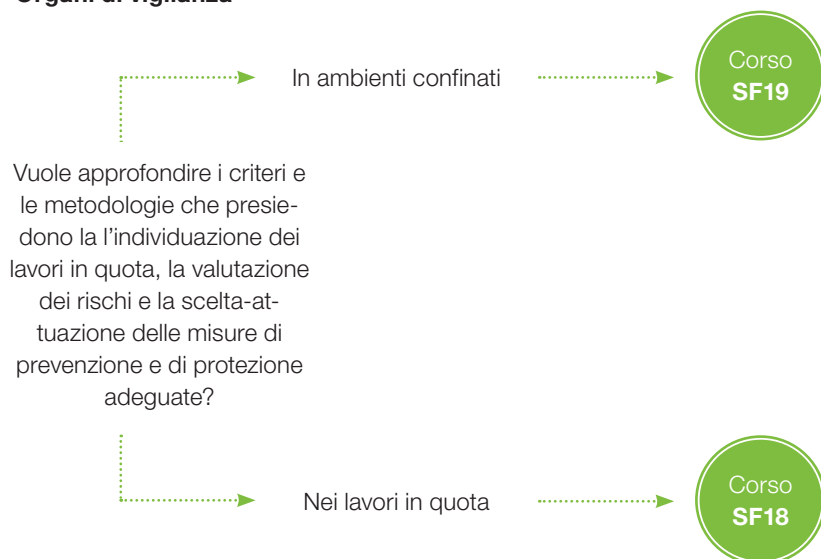 Organi di vigilanza
In ambienti confinati
Corso
SF19
Vuole approfondire i criteri e
le metodologie che presie-
dono la l'individuazione dei
lavori in quota, la valutazione
dei rischi e la scelta-at-
tuazione delle misure di
prevenzione e di protezione
adeguate?
Nei lavori in quota
Corso
SF18